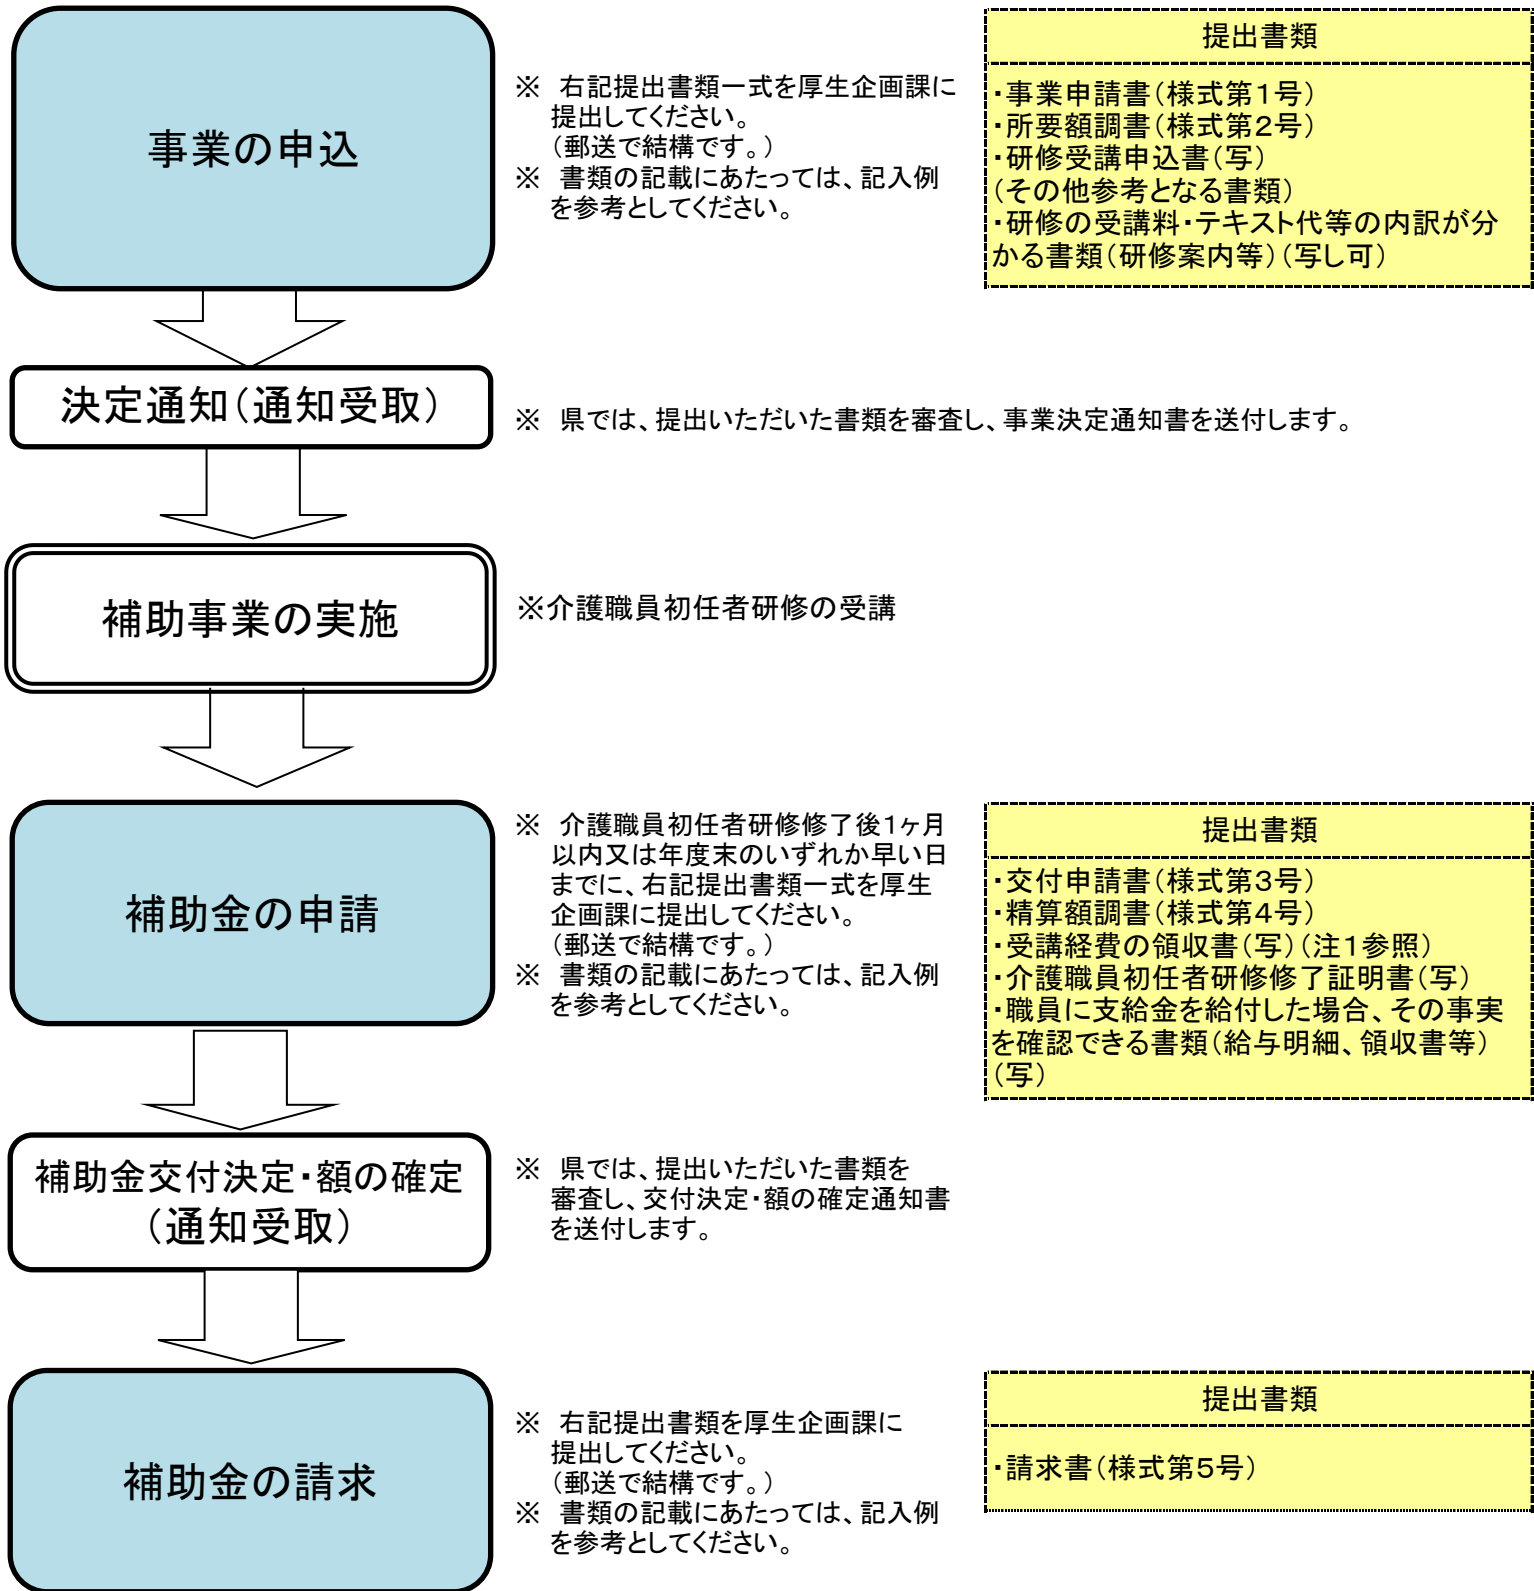 事業の申込
※　右記提出書類一式を厚生企画課に
提出してください。
（郵送で結構です。）
※　書類の記載にあたっては、記入例
を参考としてください。
提出書類
・事業申請書（様式第１号）
・所要額調書（様式第２号）
・研修受講申込書（写）
（その他参考となる書類）
・研修の受講料・テキスト代等の内訳が分
かる書類（研修案内等）（写し可）
決定通知（通知受取）
※　県では、提出いただいた書類を審査し、事業決定通知書を送付します。
補助事業の実施
※介護職員初任者研修の受講
補助金の申請
※　介護職員初任者研修修了後１ヶ月
以内又は年度末のいずれか早い日
までに、右記提出書類一式を厚生
企画課に提出してください。
（郵送で結構です。）
※　書類の記載にあたっては、記入例
を参考としてください。
提出書類
・交付申請書（様式第３号）
・精算額調書（様式第４号）
・受講経費の領収書（写）（注１参照）
・介護職員初任者研修修了証明書（写）
・職員に支給金を給付した場合、その事実
を確認できる書類（給与明細、領収書等）
（写）
補助金交付決定・額の確定
（通知受取）
※　県では、提出いただいた書類を
審査し、交付決定・額の確定通知書
を送付します。
補助金の請求
※　右記提出書類を厚生企画課に
提出してください。
（郵送で結構です。）
※　書類の記載にあたっては、記入例
を参考としてください。
提出書類
・請求書（様式第５号）